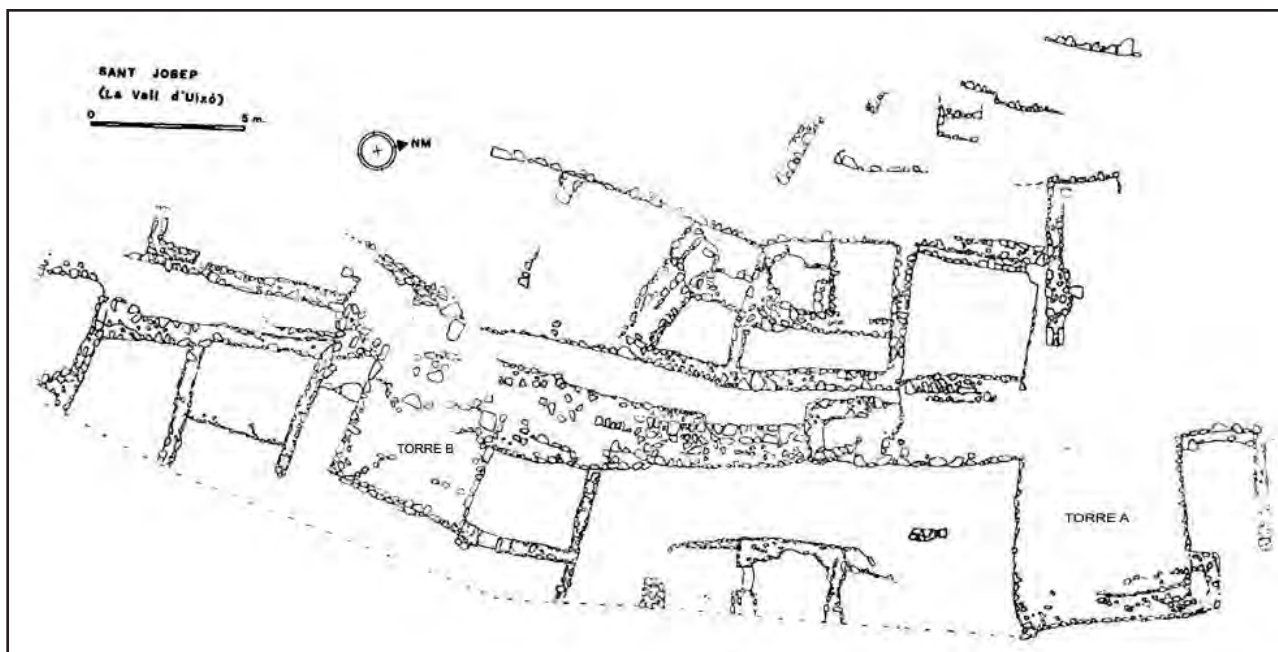 SANT JOSEP
(La Vall d'Uixó)
0 5 m.
NM
TORRE B
TORRE A